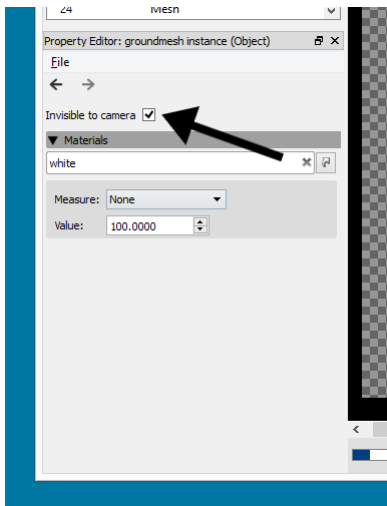 24 Mesh
Property Editor: groundmesh instance (Object)
File
Invisible to camera
Materials
white
Measure: None
Value: 100.0000